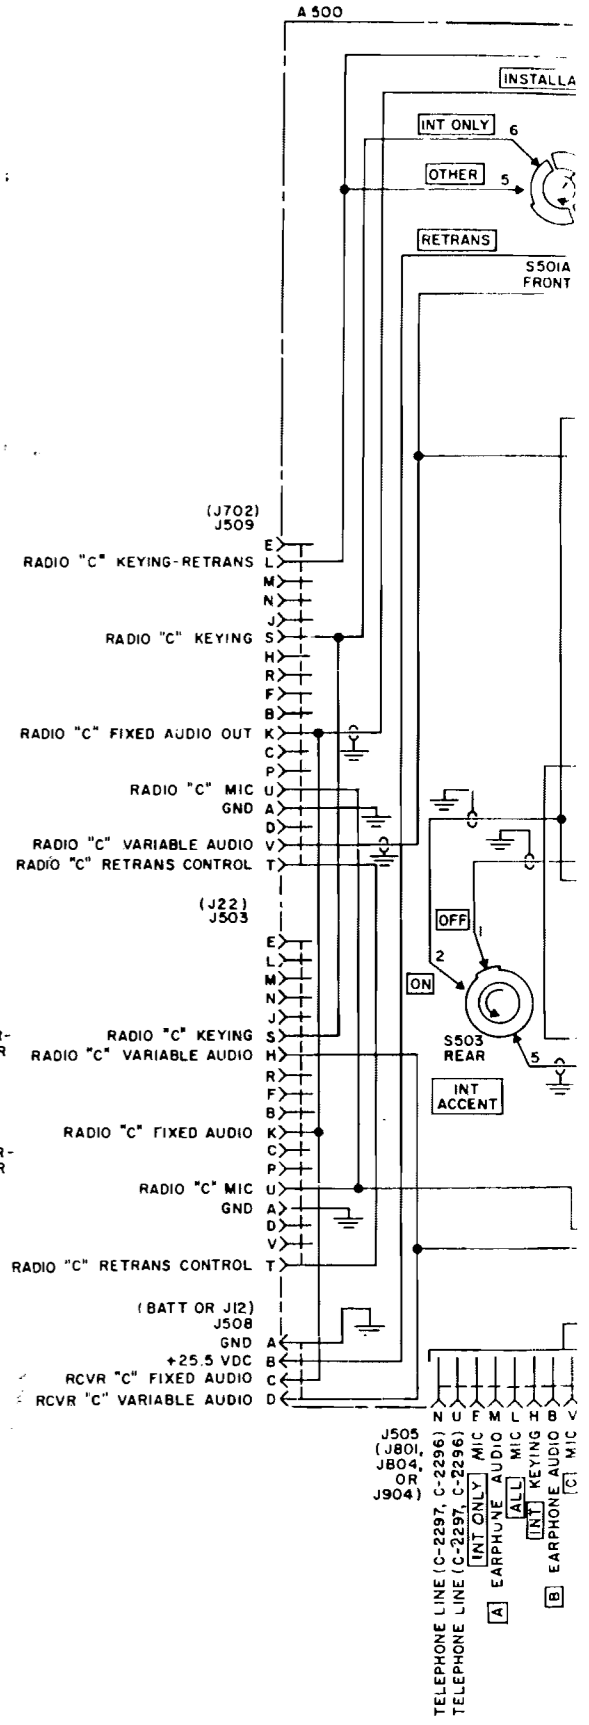 A 500
INSTALLA
INT ONLY 6
OTHER 5
RETRANS
S501A
FRONT
(J702)
J509
E
RADIO "C" KEYING-RETRANS L
M
N
J
RADIO "C" KEYING S
H
R
F
B
RADIO "C" FIXED AUDIO OUT K
C
P
RADIO "C" MIC U
GND A
D
RADIO "C" VARIABLE AUDIO V
RADIO "C" RETRANS CONTROL T
(J22)
J503
E
L
M
N
J
R-
RADIO "C" KEYING S
R
RADIO "C" VARIABLE AUDIO H
R
F
B
RADIO "C" FIXED AUDIO K
C
R-
P
R
RADIO "C" MIC U
GND A
D
V
RADIO "C" RETRANS CONTROL T
OFF 1
2
ON
S503
REAR
5
INT
ACCENT
(BATT OR J12)
J508
GND A
+25.5 VDC B
RCVR "C" FIXED AUDIO C
RCVR "C" VARIABLE AUDIO D
J505
(J801,
J804,
OR
J904)
N TELEPHONE LINE (C-2297, C-2296)
U TELEPHONE LINE (C-2297, C-2296)
F INT ONLY MIC
M A EARPHONE AUDIO
L ALL MIC
H INT KEYING
B B EARPHONE AUDIO
V C MIC